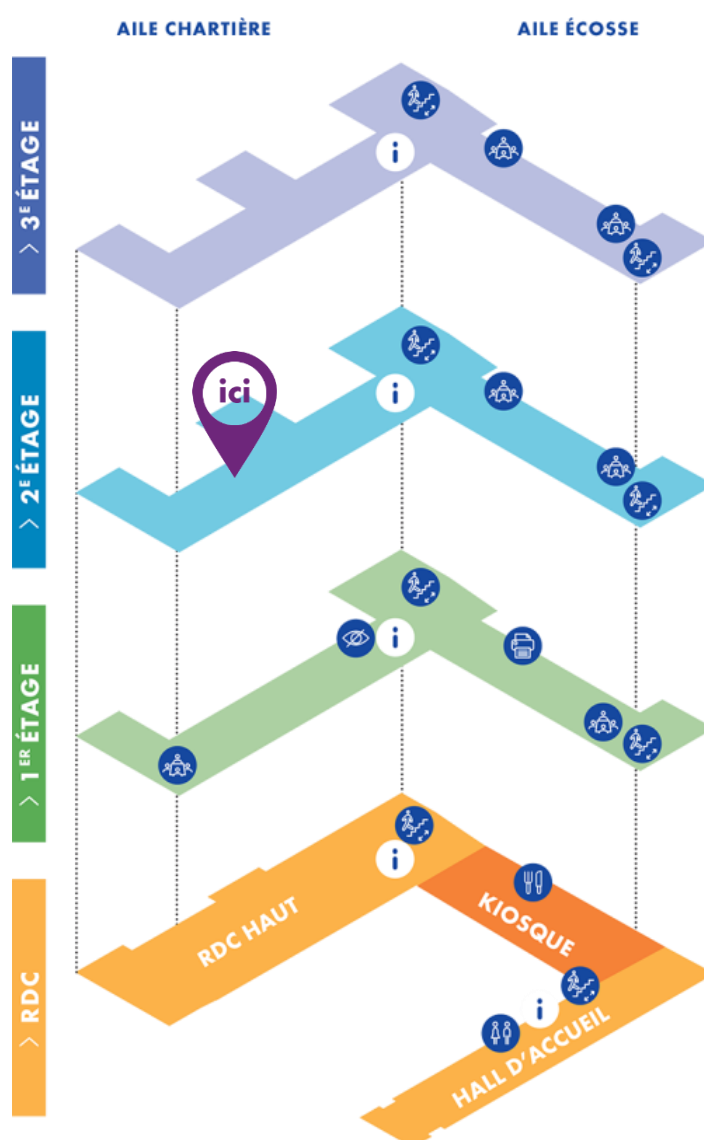 AILE CHARTIÈRE
AILE ÉCOSSE
> 3E ÉTAGE
i
> 2E ÉTAGE
ici
i
> 1ER ÉTAGE
i
> RDC
i
RDC HAUT
KIOSQUE
i
HALL D'ACCUEIL